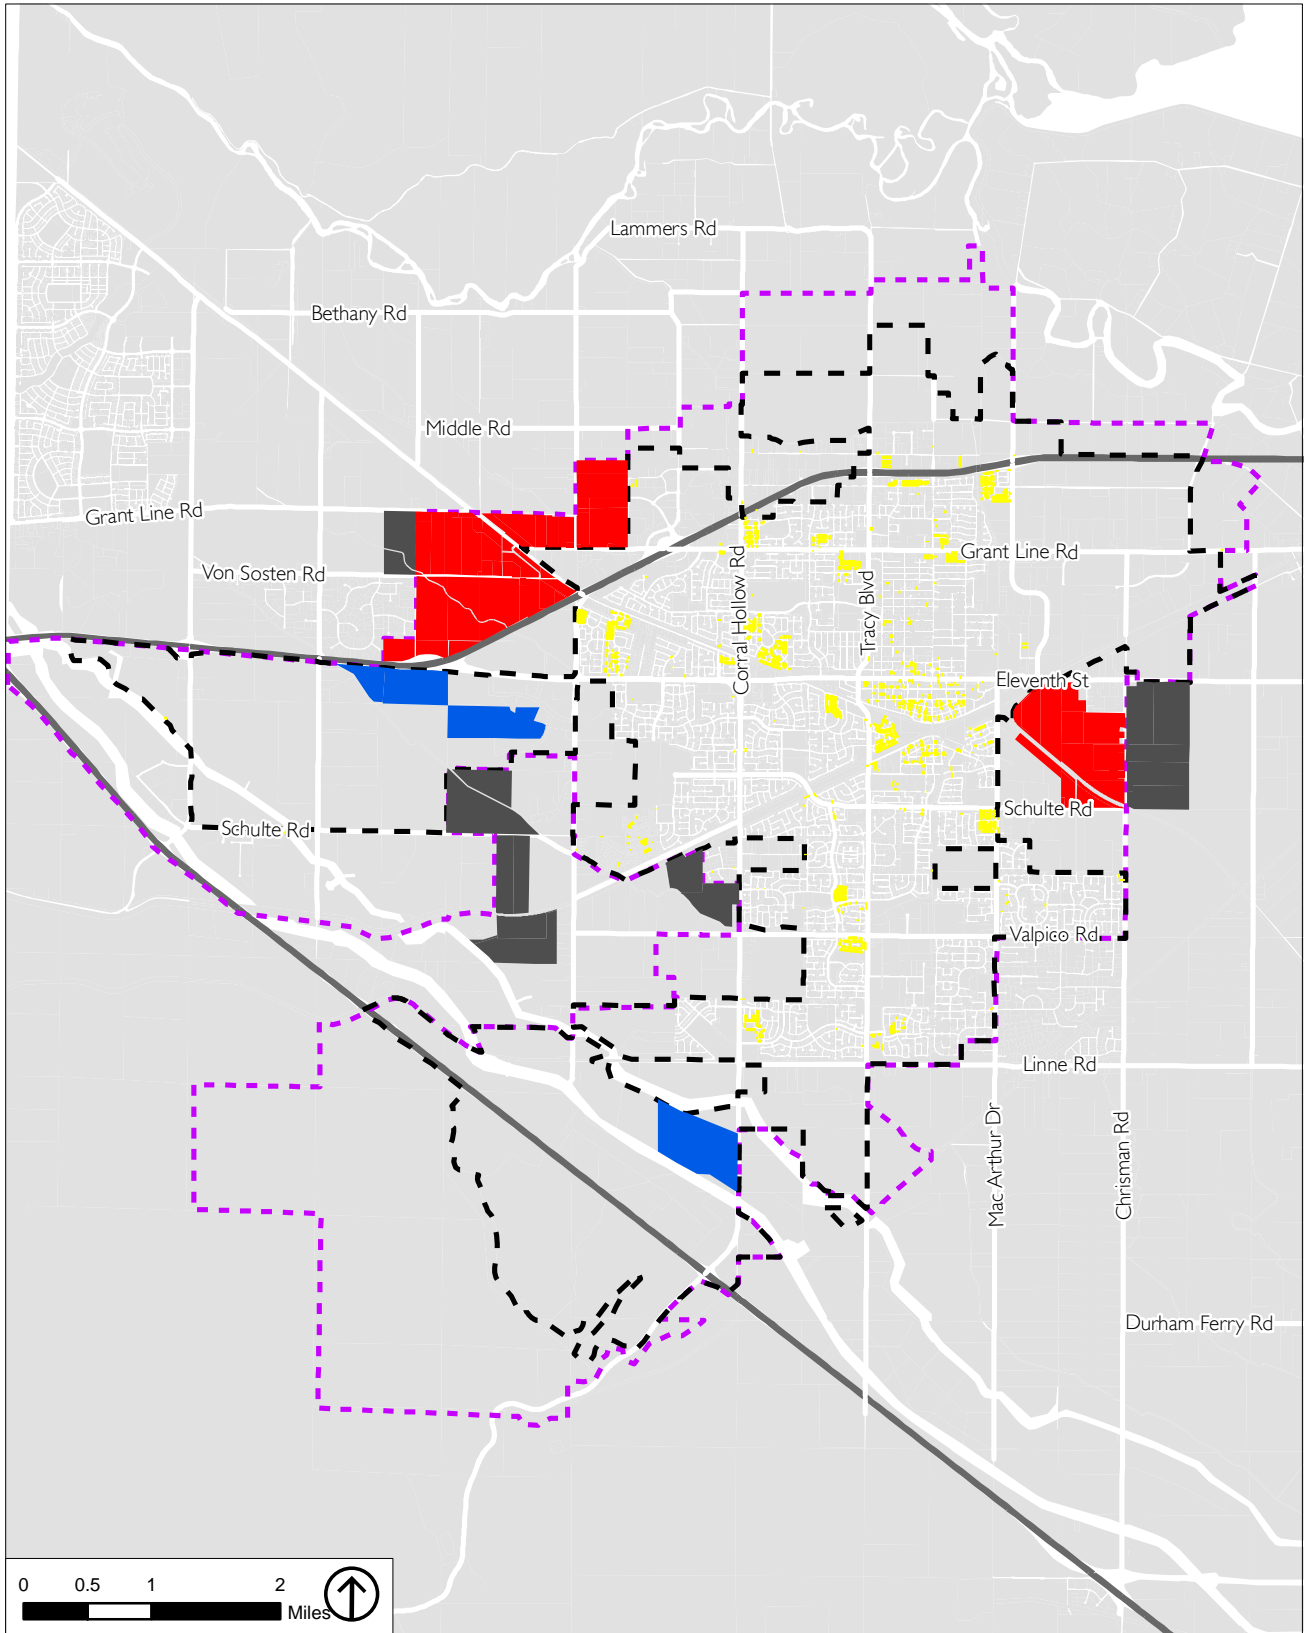 Lammers Rd
Bethany Rd
Middle Rd
Grant Line Rd
Von Sosten Rd
Grant Line Rd
Corral Hollow Rd
Tracy Blvd
Eleventh St
Schulte Rd
Schulte Rd
Valpico Rd
Linne Rd
Mac Arthur Dr
Chrisman Rd
Durham Ferry Rd
0 0.5 1 2
Miles